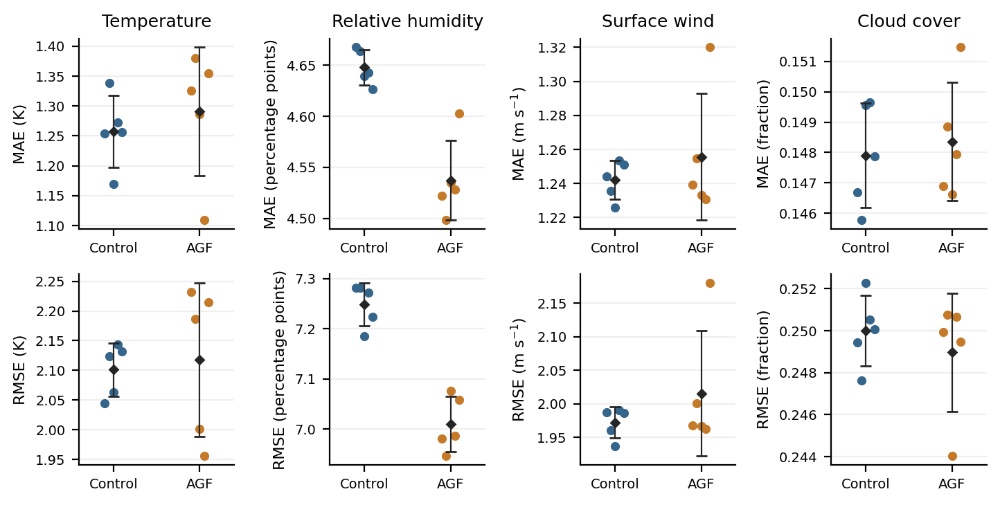 Temperature
Relative humidity
Surface wind
Cloud cover
MAE (K)
1.40
1.35
1.30
1.25
1.20
1.15
1.10
Control
AGF
MAE (percentage points)
4.65
4.60
4.55
4.50
Control
AGF
MAE (m s⁻¹)
1.32
1.30
1.28
1.26
1.24
1.22
Control
AGF
MAE (fraction)
0.151
0.150
0.149
0.148
0.147
0.146
Control
AGF
RMSE (K)
2.25
2.20
2.15
2.10
2.05
2.00
1.95
Control
AGF
RMSE (percentage points)
7.3
7.2
7.1
7.0
Control
AGF
RMSE (m s⁻¹)
2.15
2.10
2.05
2.00
1.95
Control
AGF
RMSE (fraction)
0.252
0.250
0.248
0.246
0.244
Control
AGF